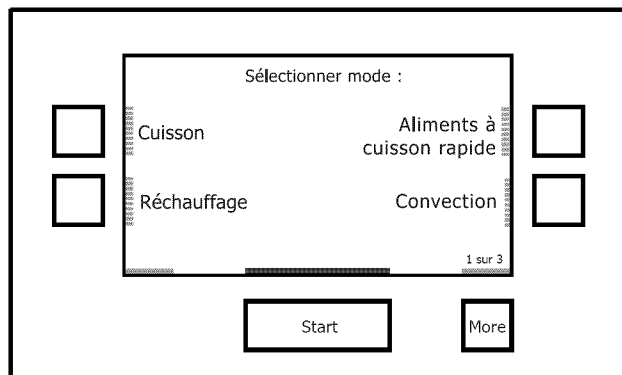 Sélectionner mode :
Cuisson
Aliments à
cuisson rapide
Réchauffage
Convection
1 sur 3
Start
More